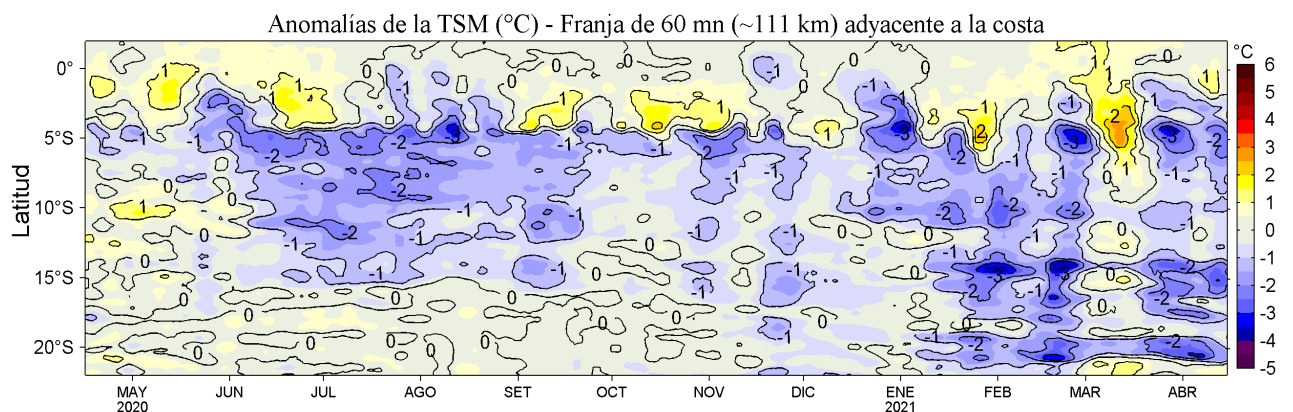 Anomalías de la TSM (°C) - Franja de 60 mn (~111 km) adyacente a la costa
°C
Latitud
0°
5°S
10°S
15°S
20°S
6
5
4
3
2
1
0
-1
-2
-3
-4
-5
MAY JUN JUL AGO SET OCT NOV DIC ENE FEB MAR ABR
2020 2021